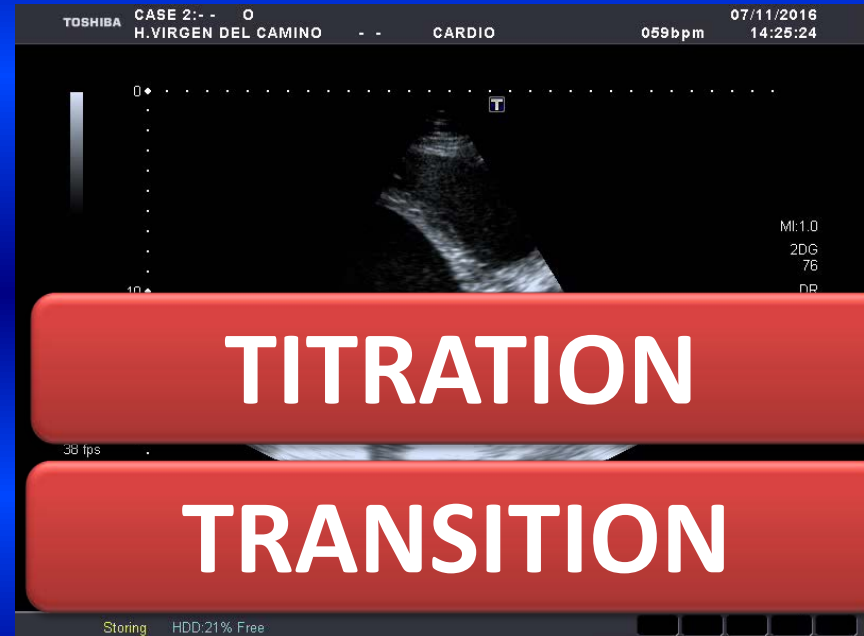 TOSHIBA CASE 2:- - O 07/11/2016
H.VIRGEN DEL CAMINO - - CARDIO 059bpm 14:25:24
0
T
MI:1.0
2DG
76
DR
10
TITRATION
38 fps
TRANSITION
Storing HDD:21% Free